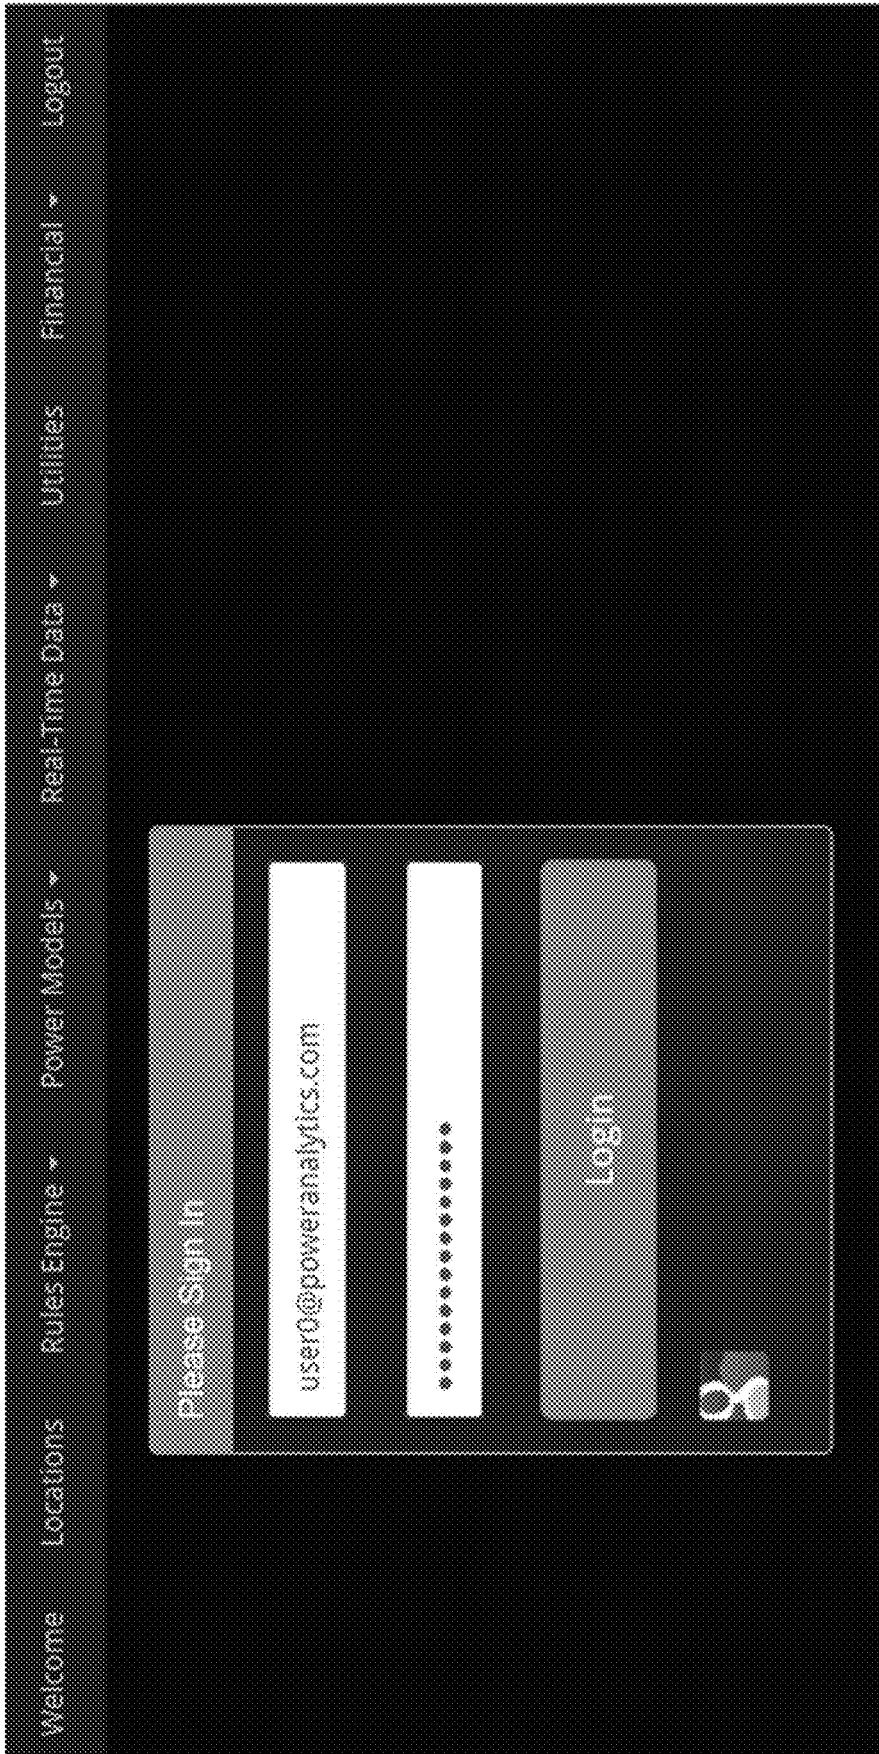 Welcome Locations Rules Engine Power Models Real-Time Data Utilities Financial Logout
Please Sign In
user0@poweranalytics.com
Login
g